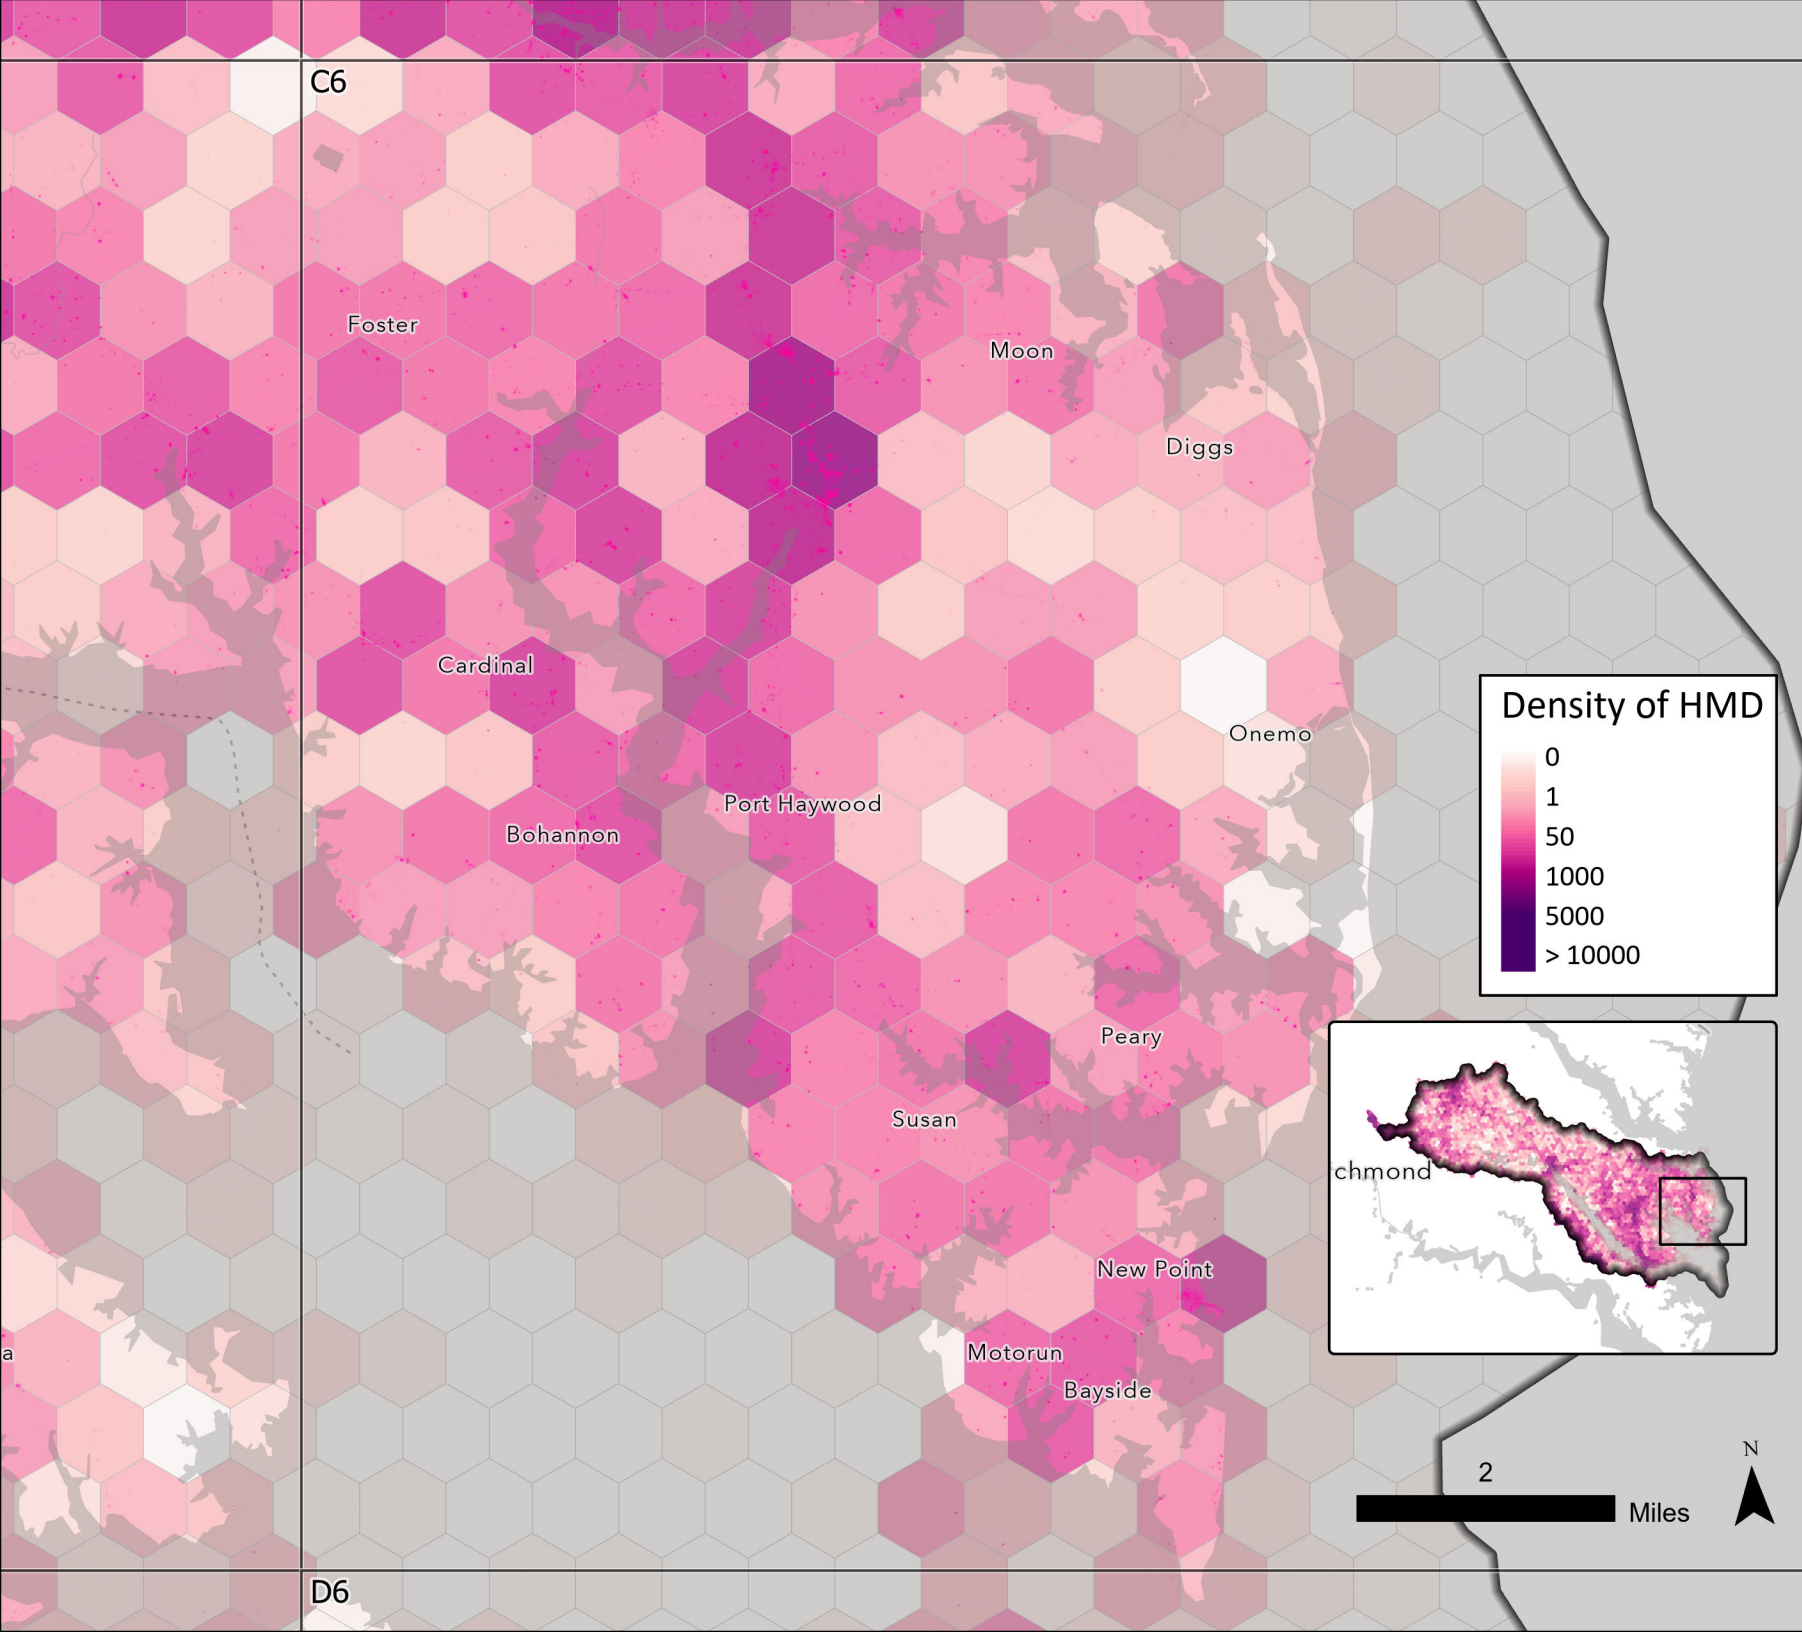 C6
Foster
Moon
Diggs
Cardinal
Onemo
Port Haywood
Bohannon
Peary
Susan
New Point
Motorun
Bayside
a
D6
Density of HMD
0
1
50
1000
5000
> 10000
chmond
N
2
Miles